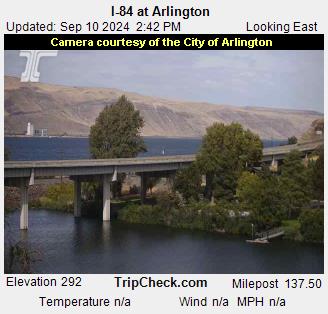 I-84 at Arlington
Updated: Sep 10 2024 2:42 PM Looking East
Camera courtesy of the City of Arlington
Elevation 292 TripCheck.com Milepost 137.50
Temperature n/a Wind n/a MPH n/a